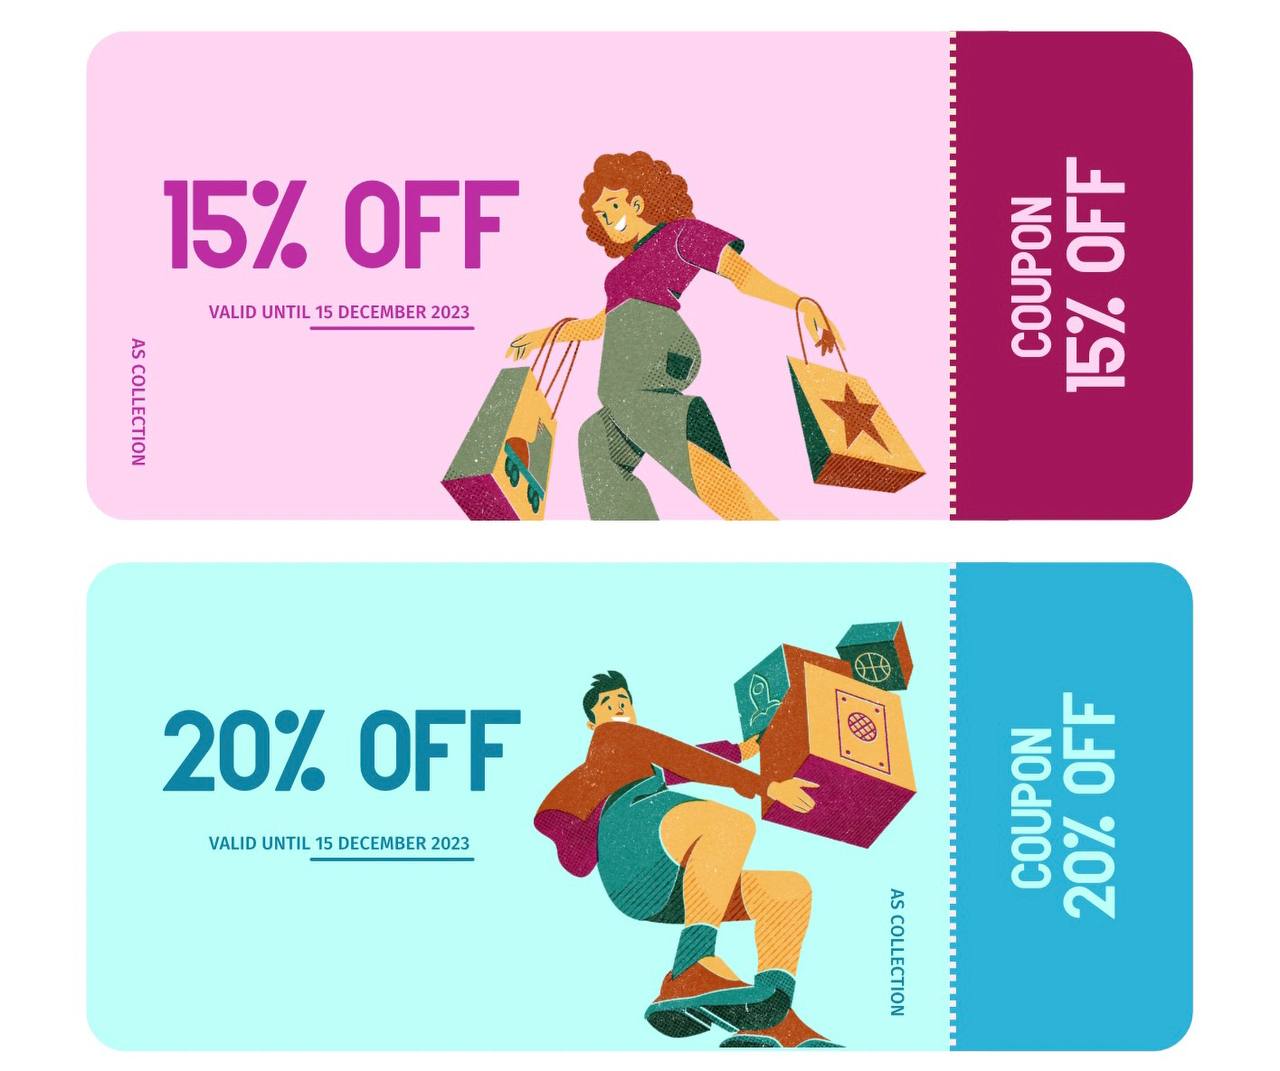 15% OFF
VALID UNTIL 15 DECEMBER 2023
AS COLLECTION
COUPON
15% OFF
20% OFF
VALID UNTIL 15 DECEMBER 2023
AS COLLECTION
COUPON
20% OFF